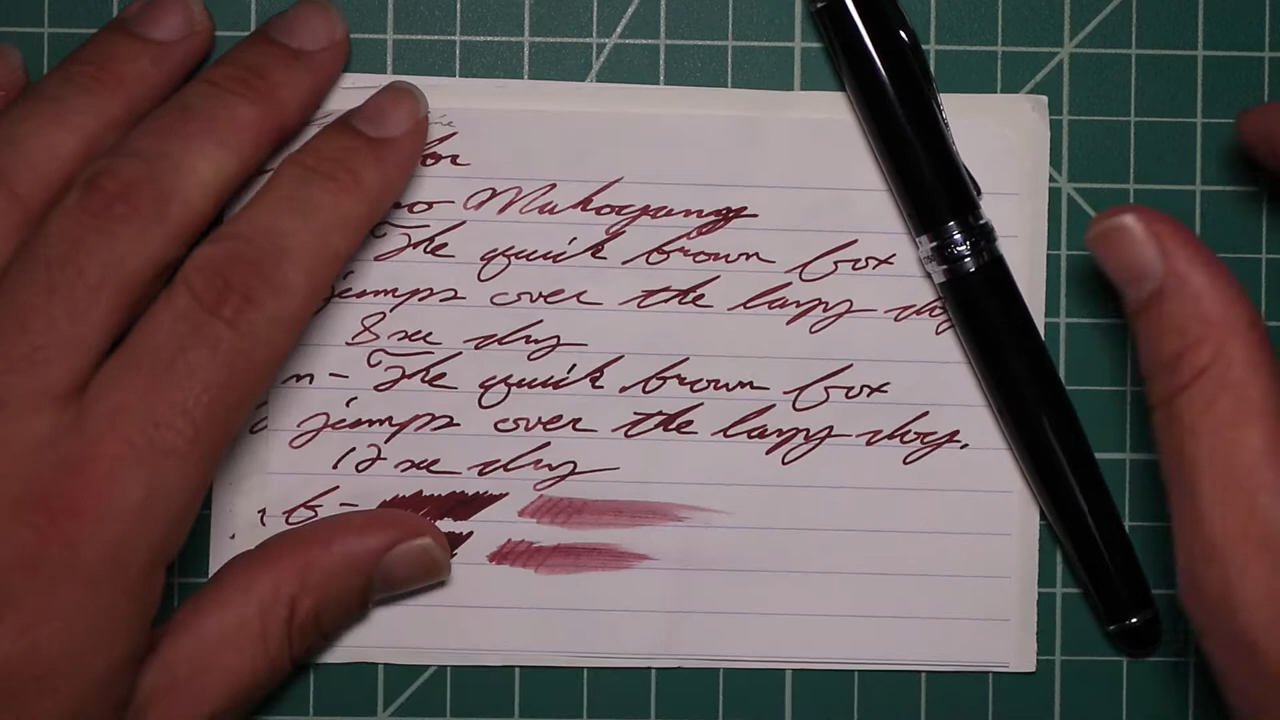 Mahogany
The quick brown fox
jumps over the lazy dog
8 sec dry
m - The quick brown fox
jumps over the lazy dog.
12 sec dry
f -